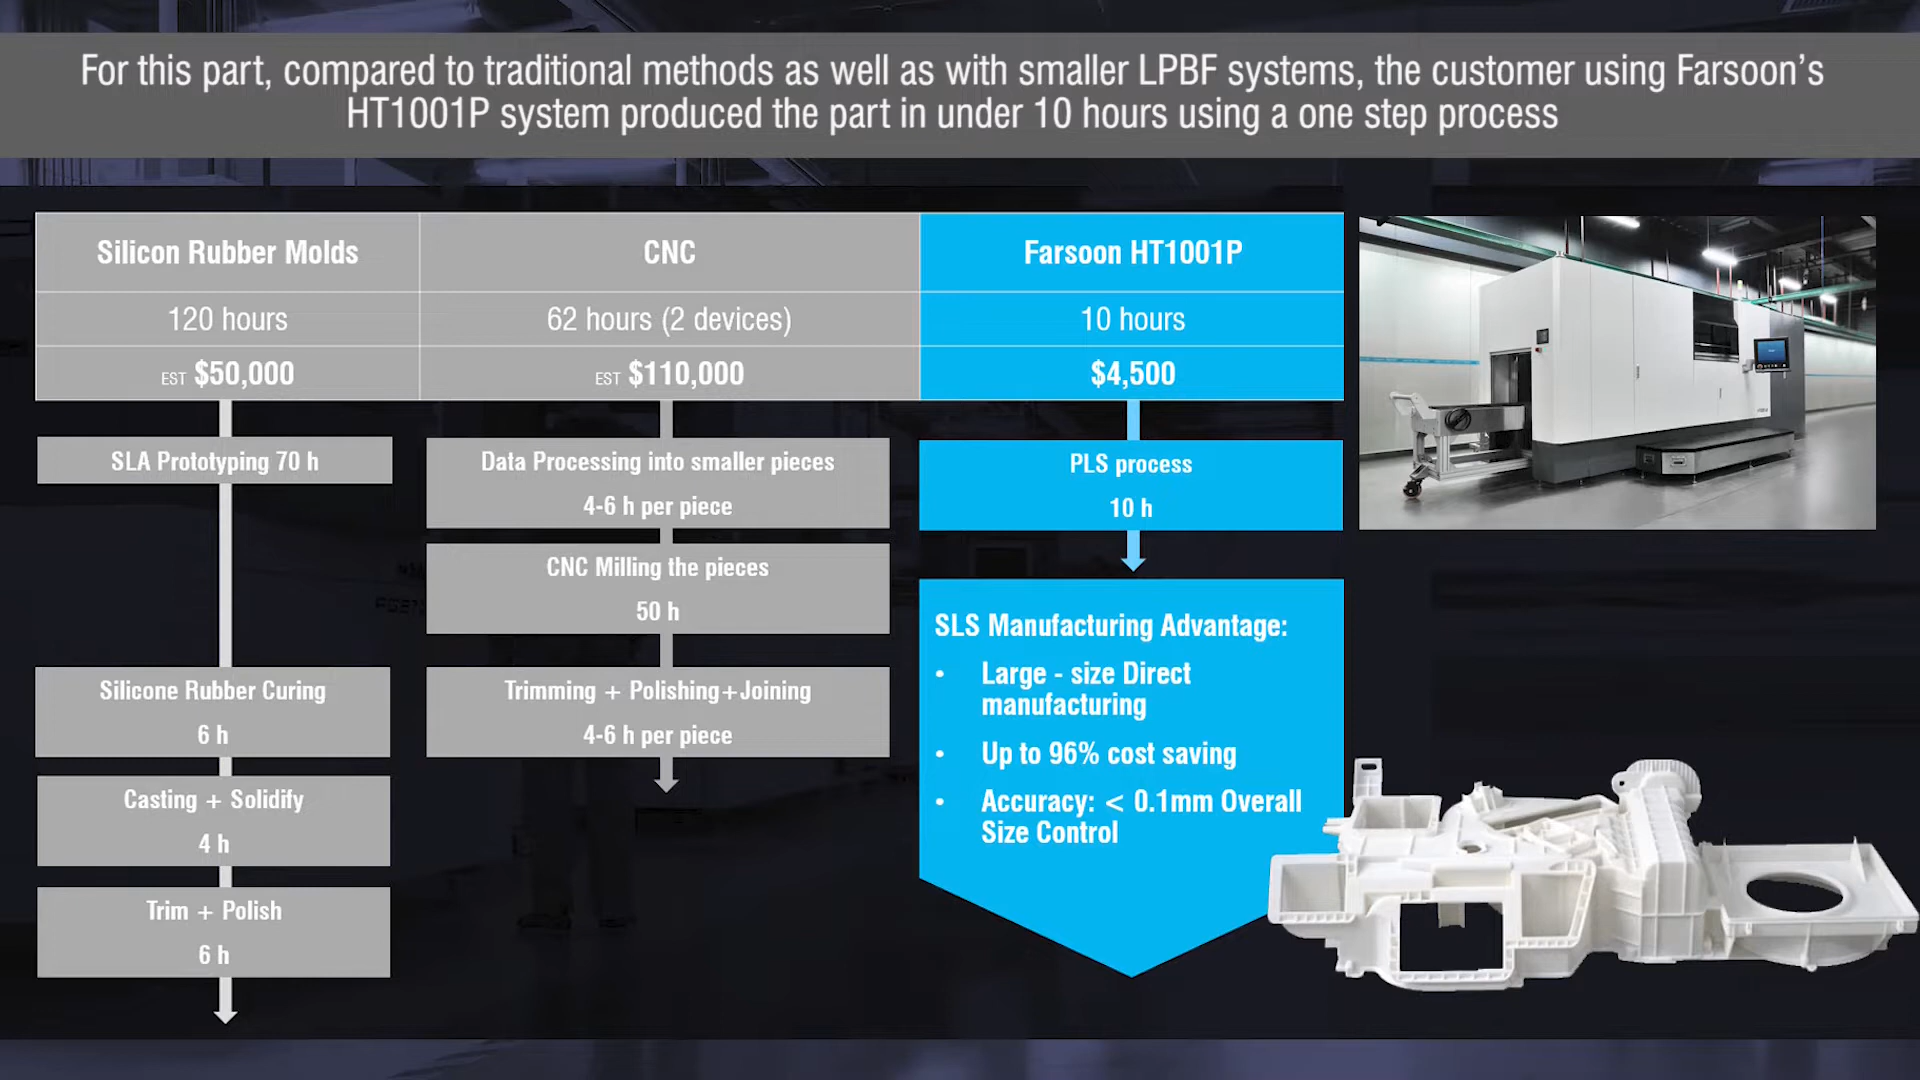 For this part, compared to traditional methods as well as with smaller LPBF systems, the customer using Farsoon's
HT1001P system produced the part in under 10 hours using a one step process
Silicon Rubber Molds
CNC
Farsoon HT1001P
120 hours
62 hours (2 devices)
10 hours
EST $50,000
EST $110,000
$4,500
SLA Prototyping 70 h
Silicone Rubber Curing
6 h
Casting + Solidify
4 h
Trim + Polish
6 h
Data Processing into smaller pieces
4-6 h per piece
CNC Milling the pieces
50 h
Trimming + Polishing+Joining
4-6 h per piece
PLS process
10 h
SLS Manufacturing Advantage:
• Large - size Direct
manufacturing
• Up to 96% cost saving
• Accuracy: < 0.1mm Overall
Size Control